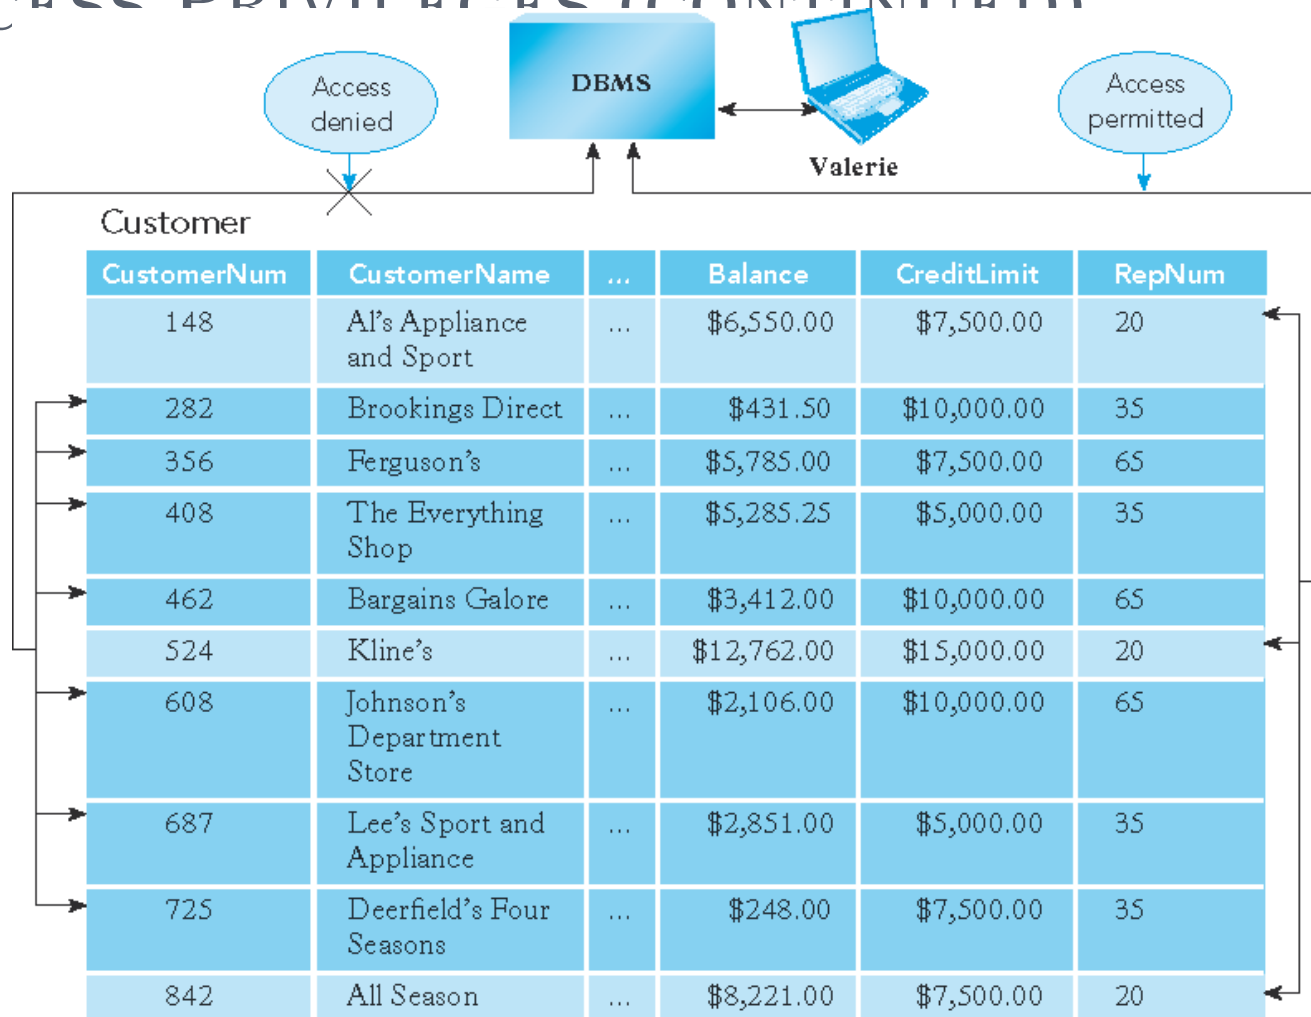 CESS PRIVILEGES (CONTINUED)
Access
denied
DBMS
Access
permitted
Valerie
Customer
CustomerNum CustomerName ... Balance CreditLimit RepNum
148 Al's Appliance ... $6,550.00 $7,500.00 20
and Sport
282 Brookings Direct ... $431.50 $10,000.00 35
356 Ferguson's ... $5,785.00 $7,500.00 65
408 The Everything ... $5,285.25 $5,000.00 35
Shop
462 Bargains Galore ... $3,412.00 $10,000.00 65
524 Kline's ... $12,762.00 $15,000.00 20
608 Johnson's ... $2,106.00 $10,000.00 65
Department
Store
687 Lee's Sport and ... $2,851.00 $5,000.00 35
Appliance
725 Deerfield's Four ... $248.00 $7,500.00 35
Seasons
842 All Season ... $8,221.00 $7,500.00 20